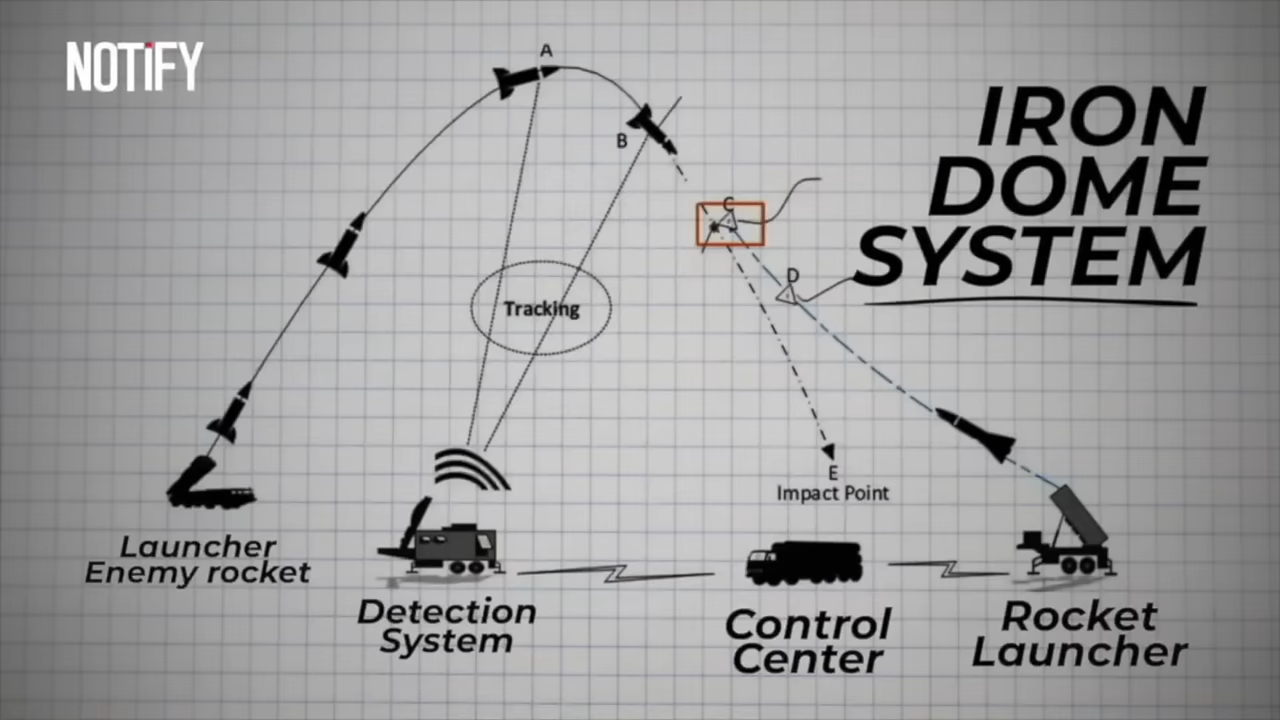 NOTiFY
A
IRON
DOME
SYSTEM
B
C
D
Tracking
E
Impact Point
Launcher
Enemy rocket
Detection
System
Control
Center
Rocket
Launcher